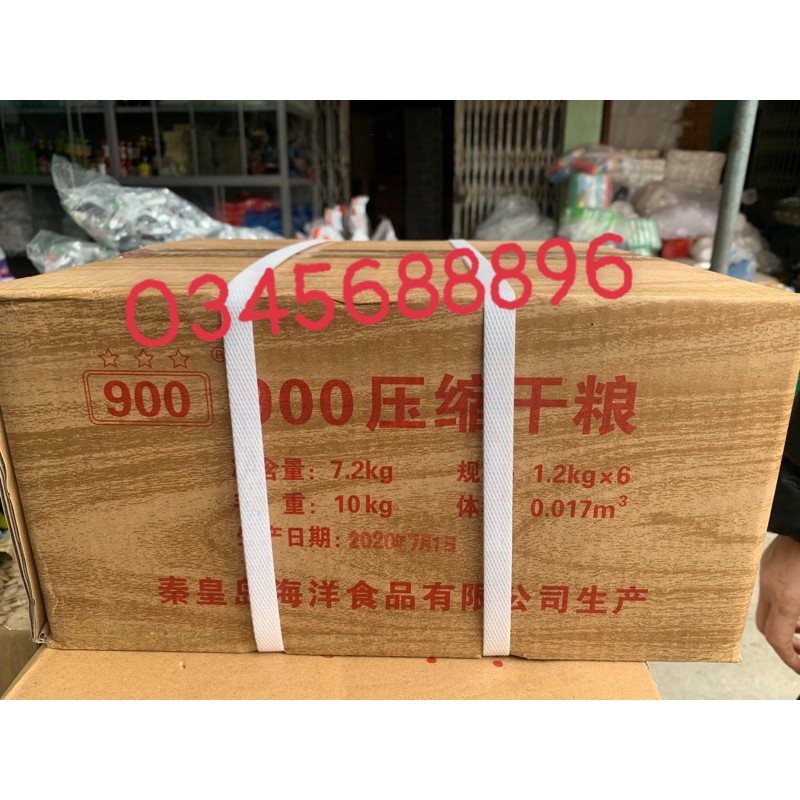 0345688896
900 ®
900压缩干粮
含量: 7.2kg 规 1.2kg×6
重: 10kg 体 0.017m³
产日期: 2020年7月1日
秦皇岛海洋食品有限公司生产